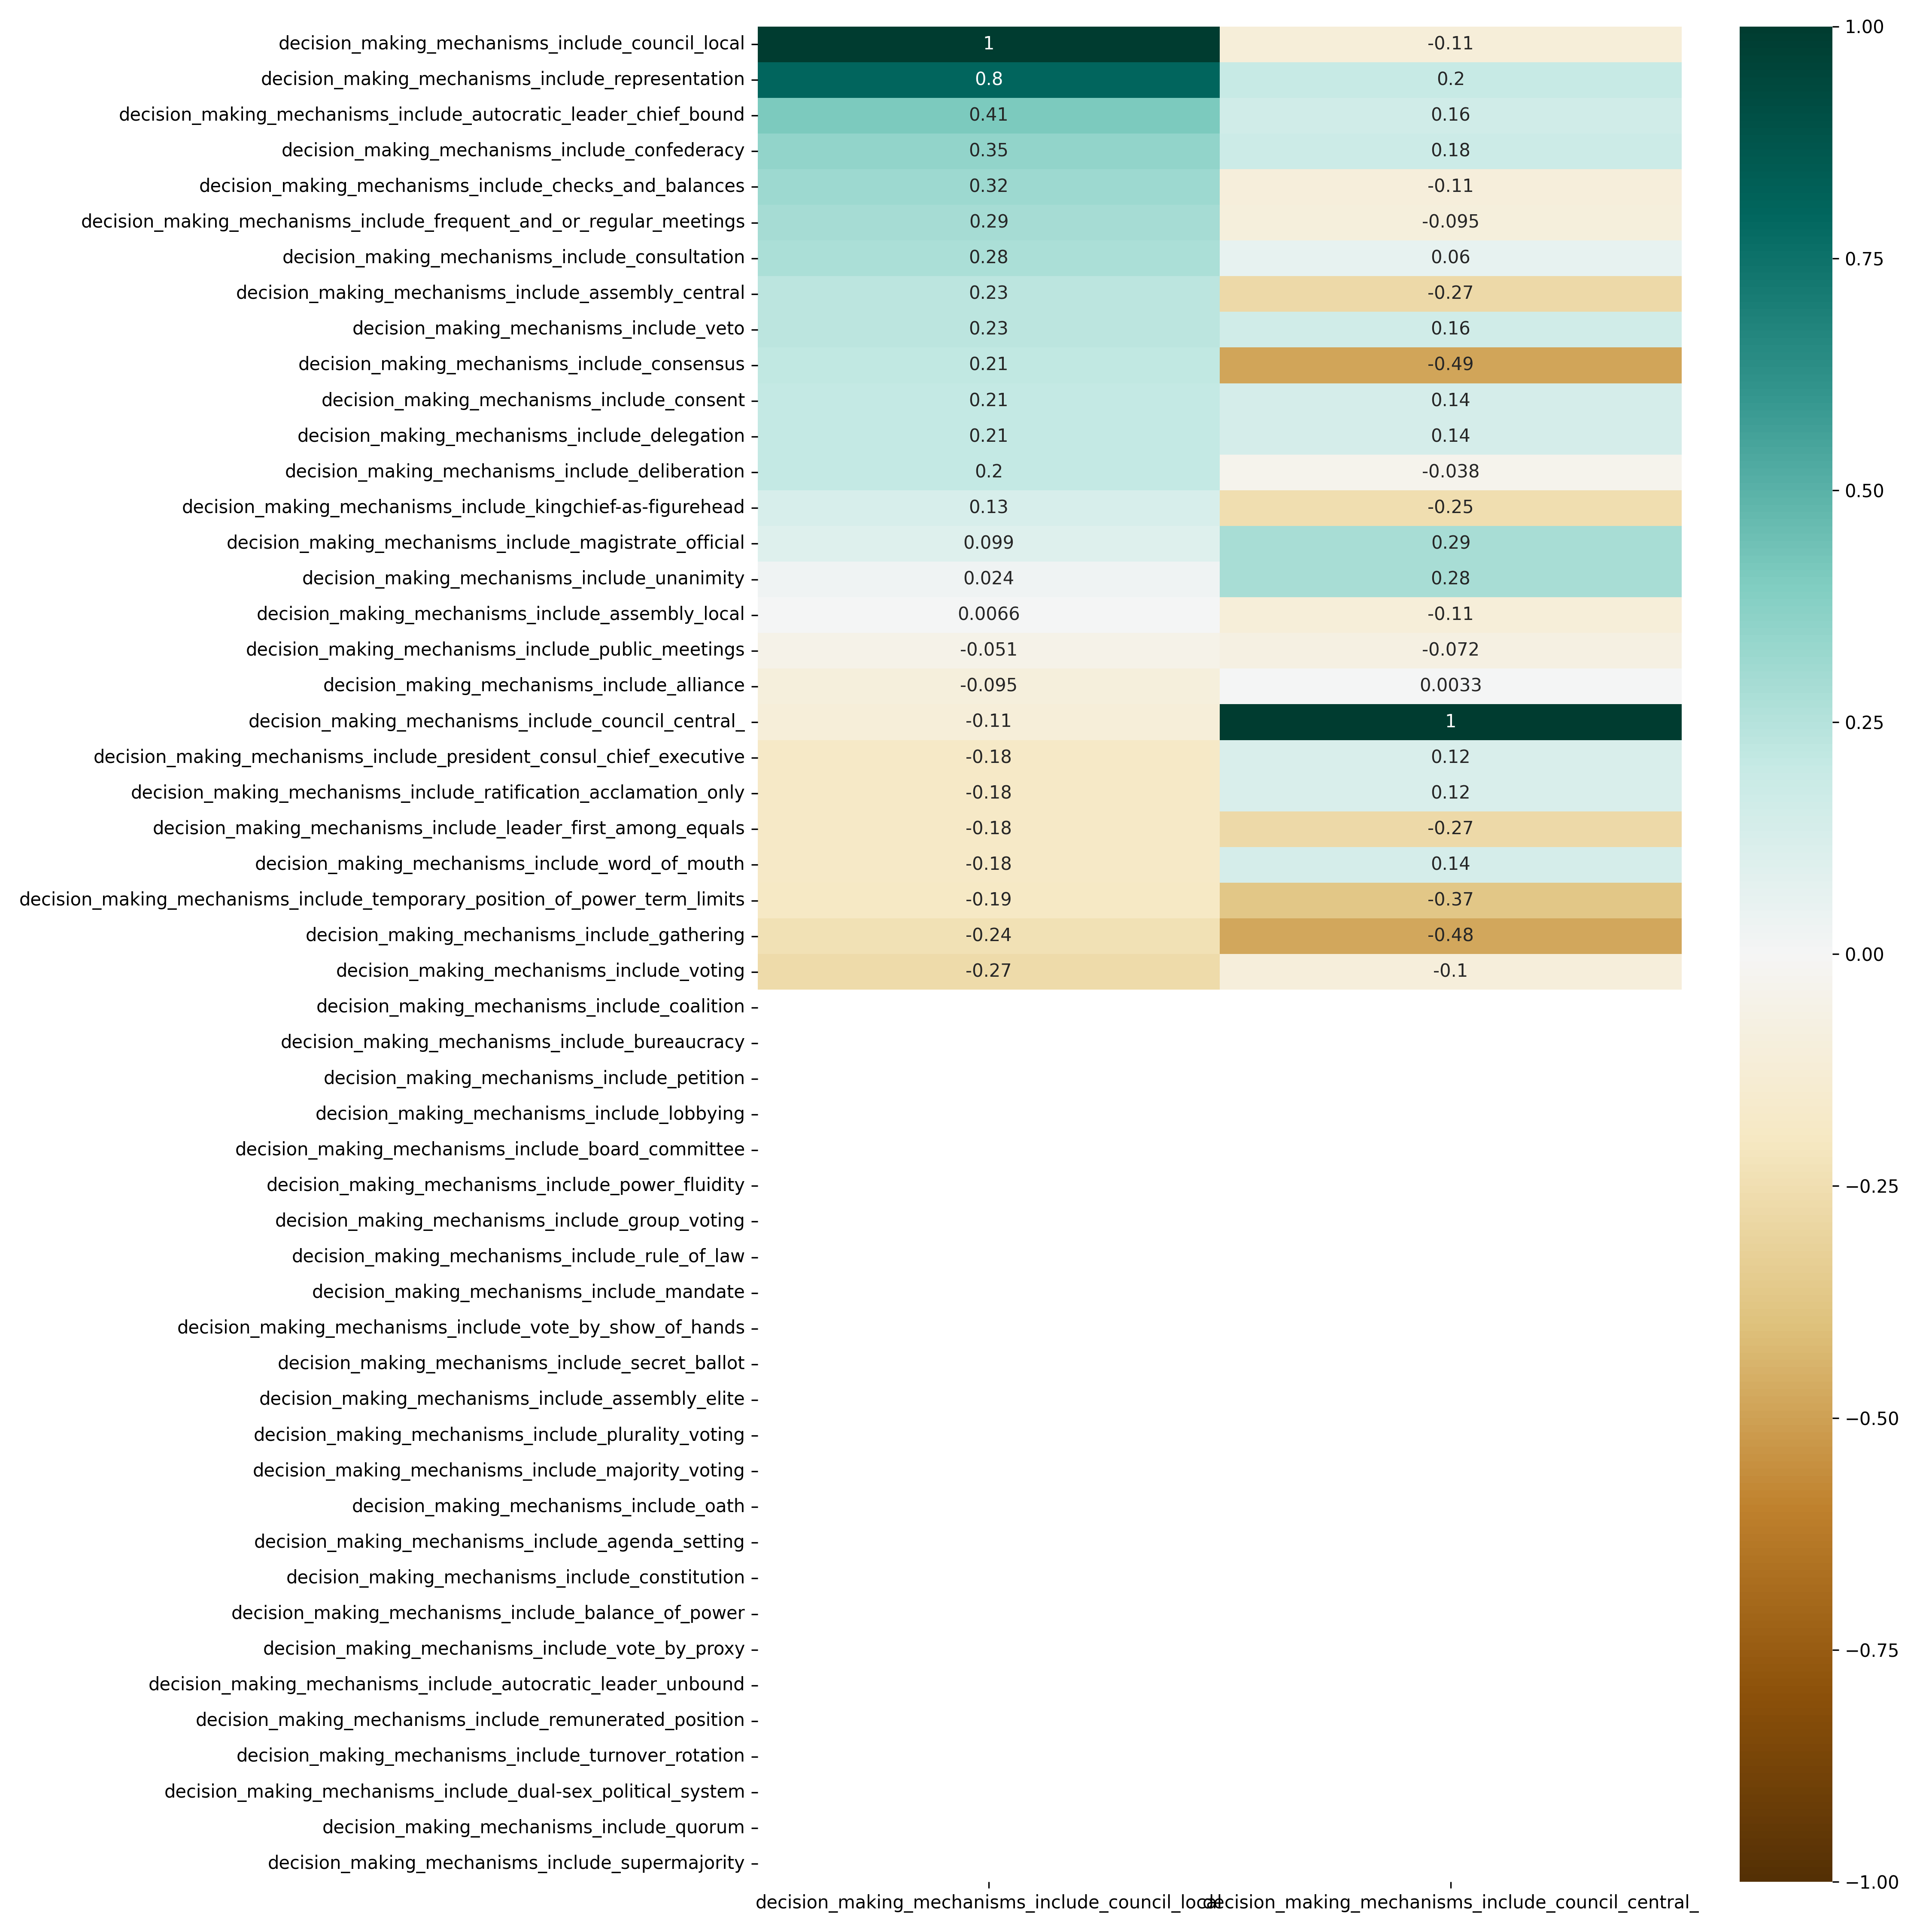 decision_making_mechanisms_include_council_local 1 -0.11
decision_making_mechanisms_include_representation 0.8 0.2
decision_making_mechanisms_include_autocratic_leader_chief_bound 0.41 0.16
decision_making_mechanisms_include_confederacy 0.35 0.18
decision_making_mechanisms_include_checks_and_balances 0.32 -0.11
decision_making_mechanisms_include_frequent_and_or_regular_meetings 0.29 -0.095
decision_making_mechanisms_include_consultation 0.28 0.06
decision_making_mechanisms_include_assembly_central 0.23 -0.27
decision_making_mechanisms_include_veto 0.23 0.16
decision_making_mechanisms_include_consensus 0.21 -0.49
decision_making_mechanisms_include_consent 0.21 0.14
decision_making_mechanisms_include_delegation 0.21 0.14
decision_making_mechanisms_include_deliberation 0.2 -0.038
decision_making_mechanisms_include_kingchief-as-figurehead 0.13 -0.25
decision_making_mechanisms_include_magistrate_official 0.099 0.29
decision_making_mechanisms_include_unanimity 0.024 0.28
decision_making_mechanisms_include_assembly_local 0.0066 -0.11
decision_making_mechanisms_include_public_meetings -0.051 -0.072
decision_making_mechanisms_include_alliance -0.095 0.0033
decision_making_mechanisms_include_council_central_ -0.11 1
decision_making_mechanisms_include_president_consul_chief_executive -0.18 0.12
decision_making_mechanisms_include_ratification_acclamation_only -0.18 0.12
decision_making_mechanisms_include_leader_first_among_equals -0.18 -0.27
decision_making_mechanisms_include_word_of_mouth -0.18 0.14
decision_making_mechanisms_include_temporary_position_of_power_term_limits -0.19 -0.37
decision_making_mechanisms_include_gathering -0.24 -0.48
decision_making_mechanisms_include_voting -0.27 -0.1
decision_making_mechanisms_include_coalition
decision_making_mechanisms_include_bureaucracy
decision_making_mechanisms_include_petition
decision_making_mechanisms_include_lobbying
decision_making_mechanisms_include_board_committee
decision_making_mechanisms_include_power_fluidity
decision_making_mechanisms_include_group_voting
decision_making_mechanisms_include_rule_of_law
decision_making_mechanisms_include_mandate
decision_making_mechanisms_include_vote_by_show_of_hands
decision_making_mechanisms_include_secret_ballot
decision_making_mechanisms_include_assembly_elite
decision_making_mechanisms_include_plurality_voting
decision_making_mechanisms_include_majority_voting
decision_making_mechanisms_include_oath
decision_making_mechanisms_include_agenda_setting
decision_making_mechanisms_include_constitution
decision_making_mechanisms_include_balance_of_power
decision_making_mechanisms_include_vote_by_proxy
decision_making_mechanisms_include_autocratic_leader_unbound
decision_making_mechanisms_include_remunerated_position
decision_making_mechanisms_include_turnover_rotation
decision_making_mechanisms_include_dual-sex_political_system
decision_making_mechanisms_include_quorum
decision_making_mechanisms_include_supermajority
decision_making_mechanisms_include_council_local decision_making_mechanisms_include_council_central_
1.00
0.75
0.50
0.25
0.00
−0.25
−0.50
−0.75
−1.00